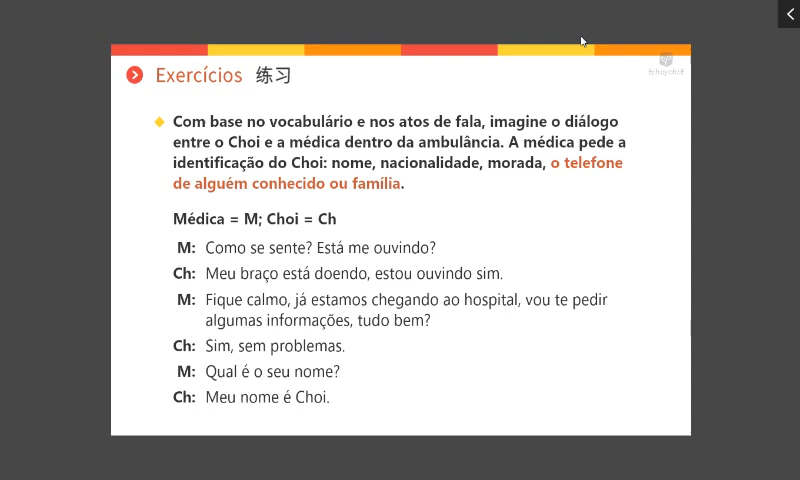 Exercícios 练习
Com base no vocabulário e nos atos de fala, imagine o diálogo
entre o Choi e a médica dentro da ambulância. A médica pede a
identificação do Choi: nome, nacionalidade, morada, o telefone
de alguém conhecido ou família.
Médica = M; Choi = Ch
M: Como se sente? Está me ouvindo?
Ch: Meu braço está doendo, estou ouvindo sim.
M: Fique calmo, já estamos chegando ao hospital, vou te pedir
algumas informações, tudo bem?
Ch: Sim, sem problemas.
M: Qual é o seu nome?
Ch: Meu nome é Choi.